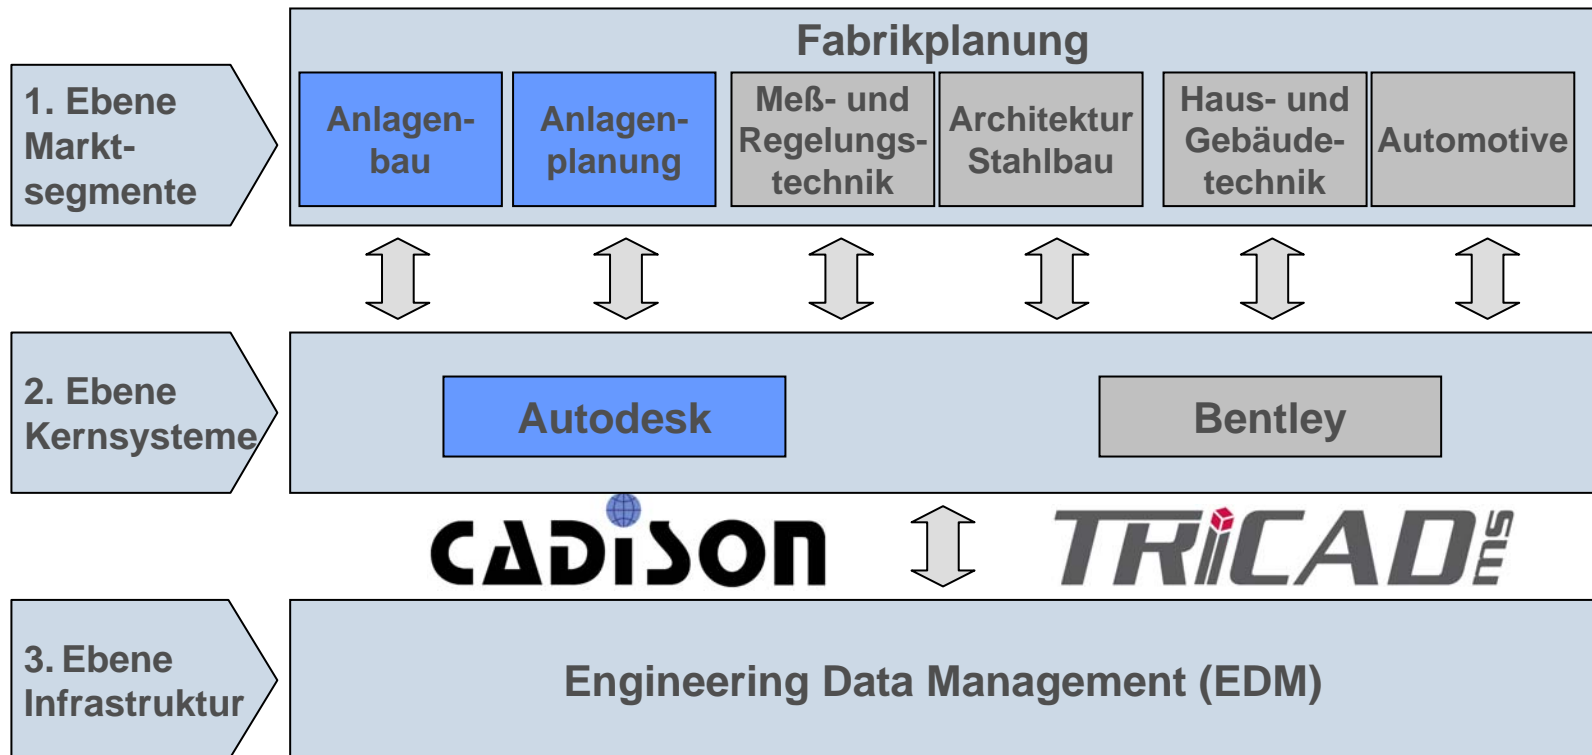 Fabrikplanung
1. Ebene
Markt-
segmente
Anlagen-
bau
Anlagen-
planung
Meß- und
Regelungs-
technik
Architektur
Stahlbau
Haus- und
Gebäude-
technik
Automotive
2. Ebene
Kernsysteme
Autodesk
Bentley
CADISON
TRICAD MS
3. Ebene
Infrastruktur
Engineering Data Management (EDM)